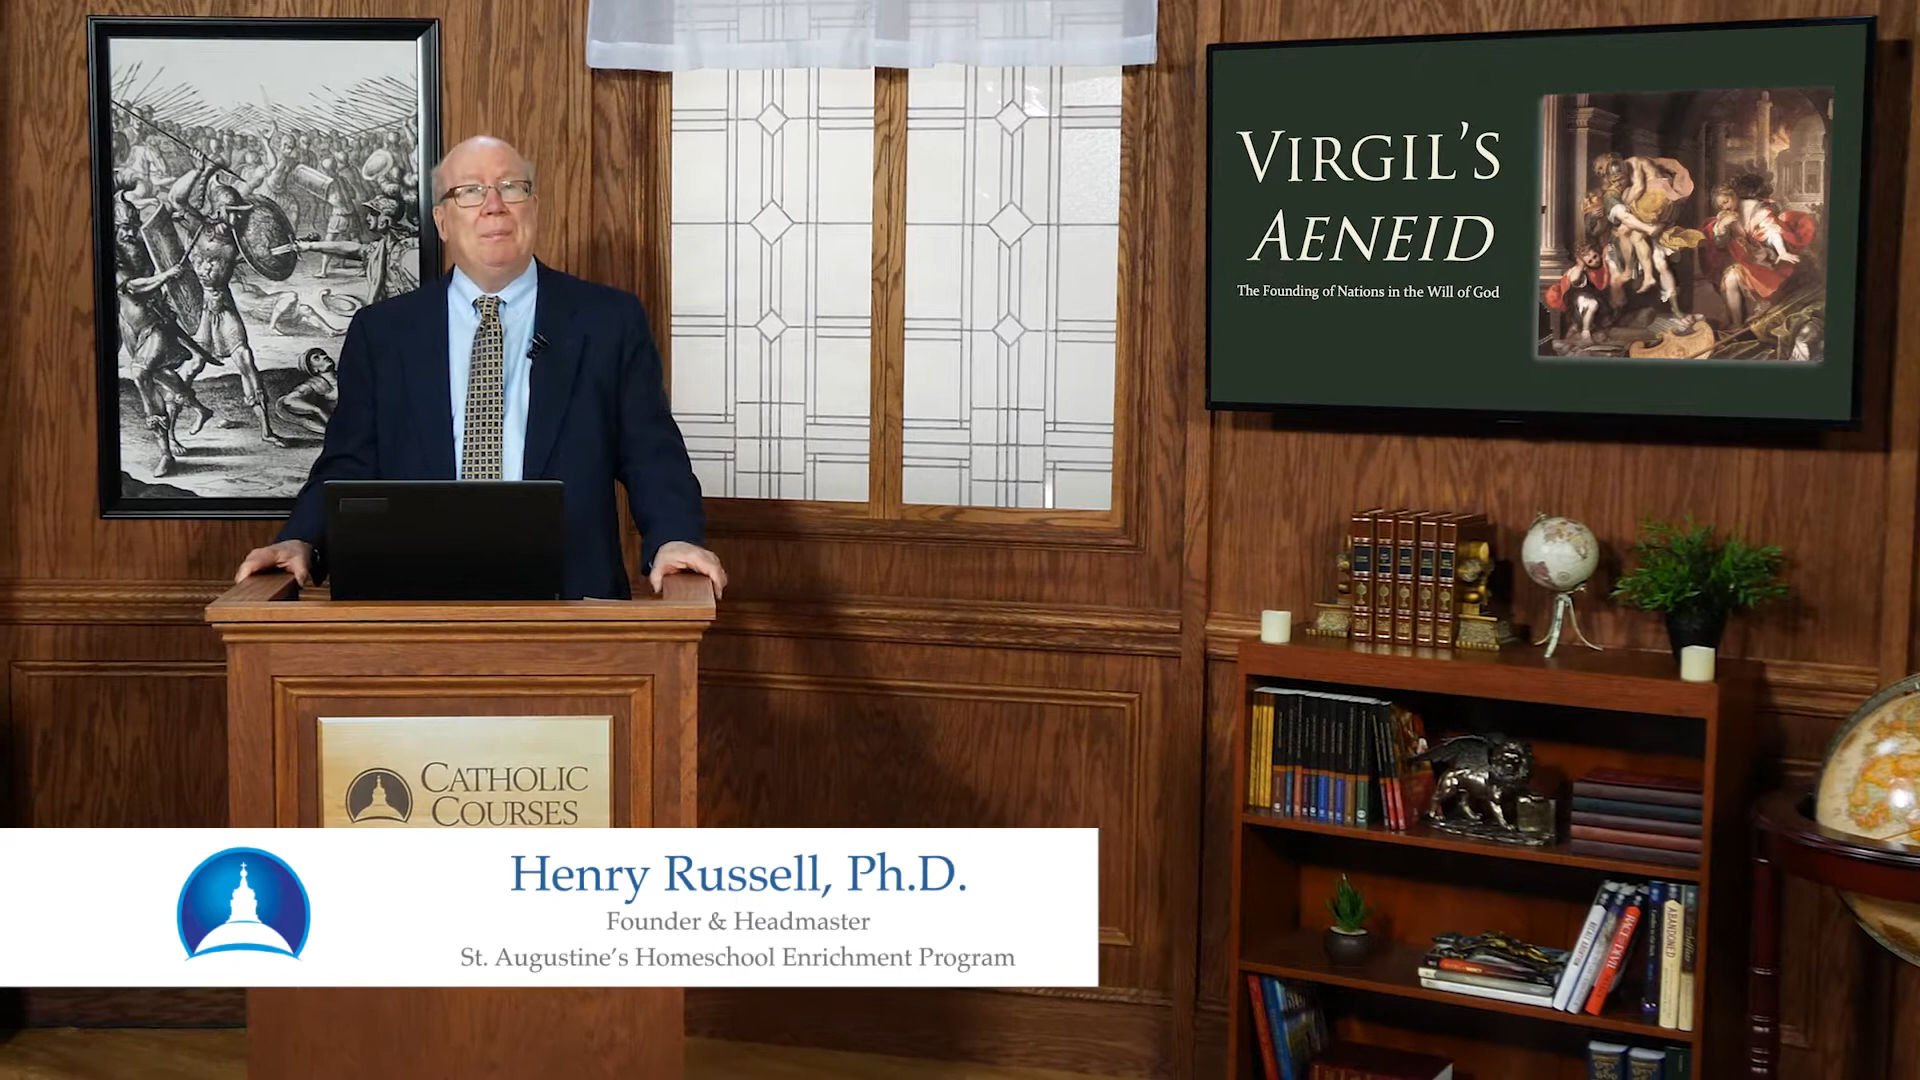 VIRGIL'S
AENEID
The Founding of Nations in the Will of God
CATHOLIC
COURSES
Henry Russell, Ph.D.
Founder & Headmaster
St. Augustine's Homeschool Enrichment Program
ABANDONED